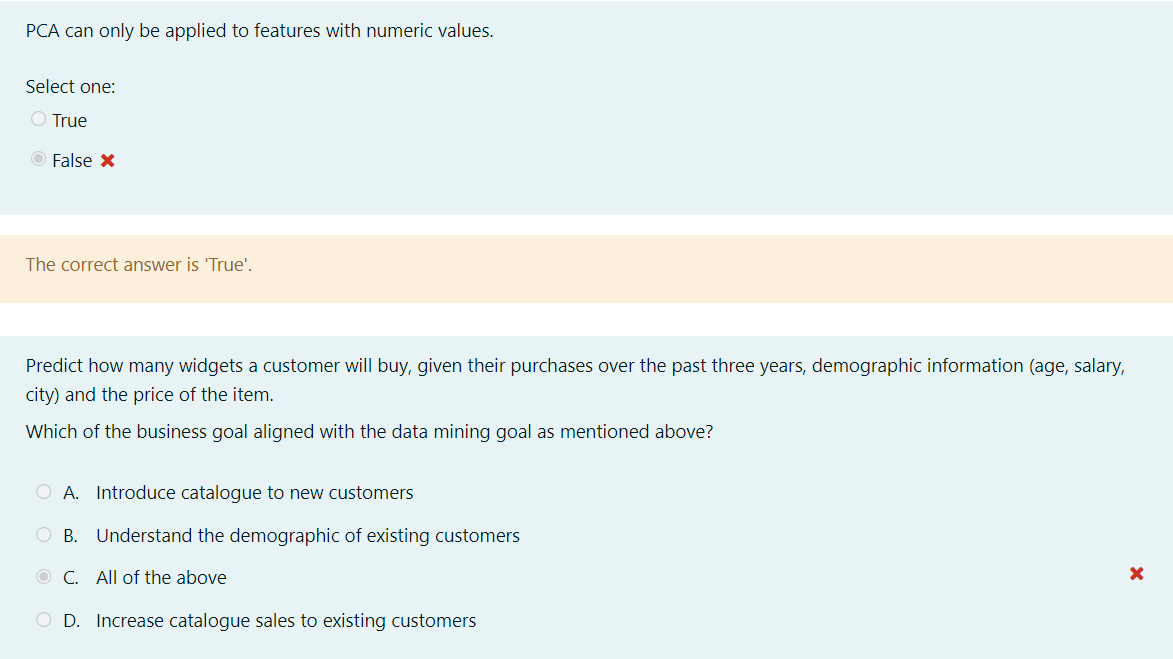 PCA can only be applied to features with numeric values.
Select one:
True
False
The correct answer is 'True'.
Predict how many widgets a customer will buy, given their purchases over the past three years, demographic information (age, salary,
city) and the price of the item.
Which of the business goal aligned with the data mining goal as mentioned above?
A. Introduce catalogue to new customers
B. Understand the demographic of existing customers
C. All of the above
D. Increase catalogue sales to existing customers